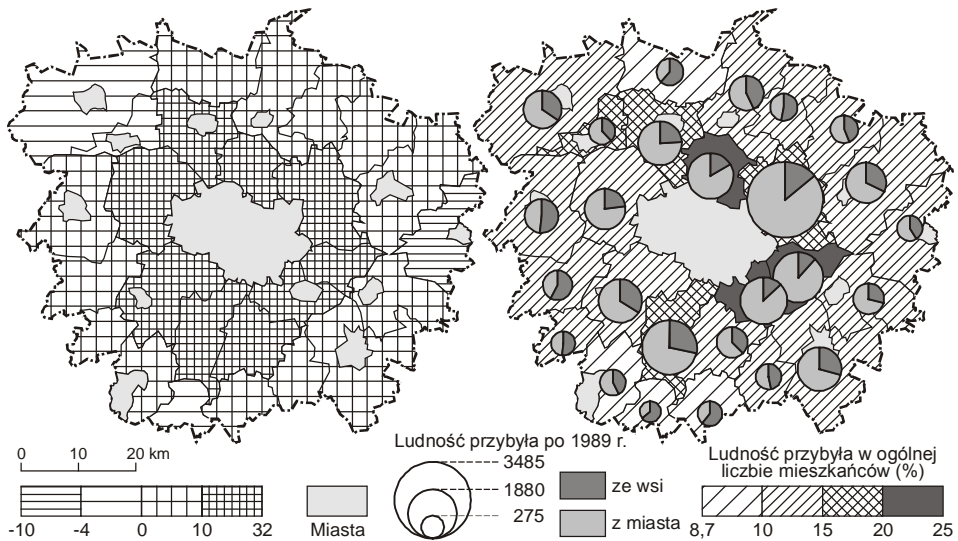 0 10 20 km
-10 -4 0 10 32
Miasta
Ludność przybyła po 1989 r.
3485
1880
275
ze wsi
z miasta
Ludność przybyła w ogólnej
liczbie mieszkańców (%)
8,7 10 15 20 25